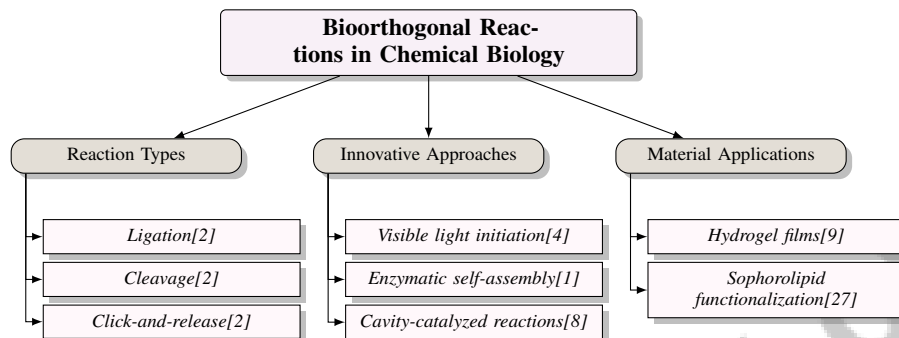 Bioorthogonal Reac-
tions in Chemical Biology
Reaction Types
Innovative Approaches
Material Applications
Ligation[2]
Visible light initiation[4]
Hydrogel films[9]
Cleavage[2]
Enzymatic self-assembly[1]
Sophorolipid
functionalization[27]
Click-and-release[2]
Cavity-catalyzed reactions[8]